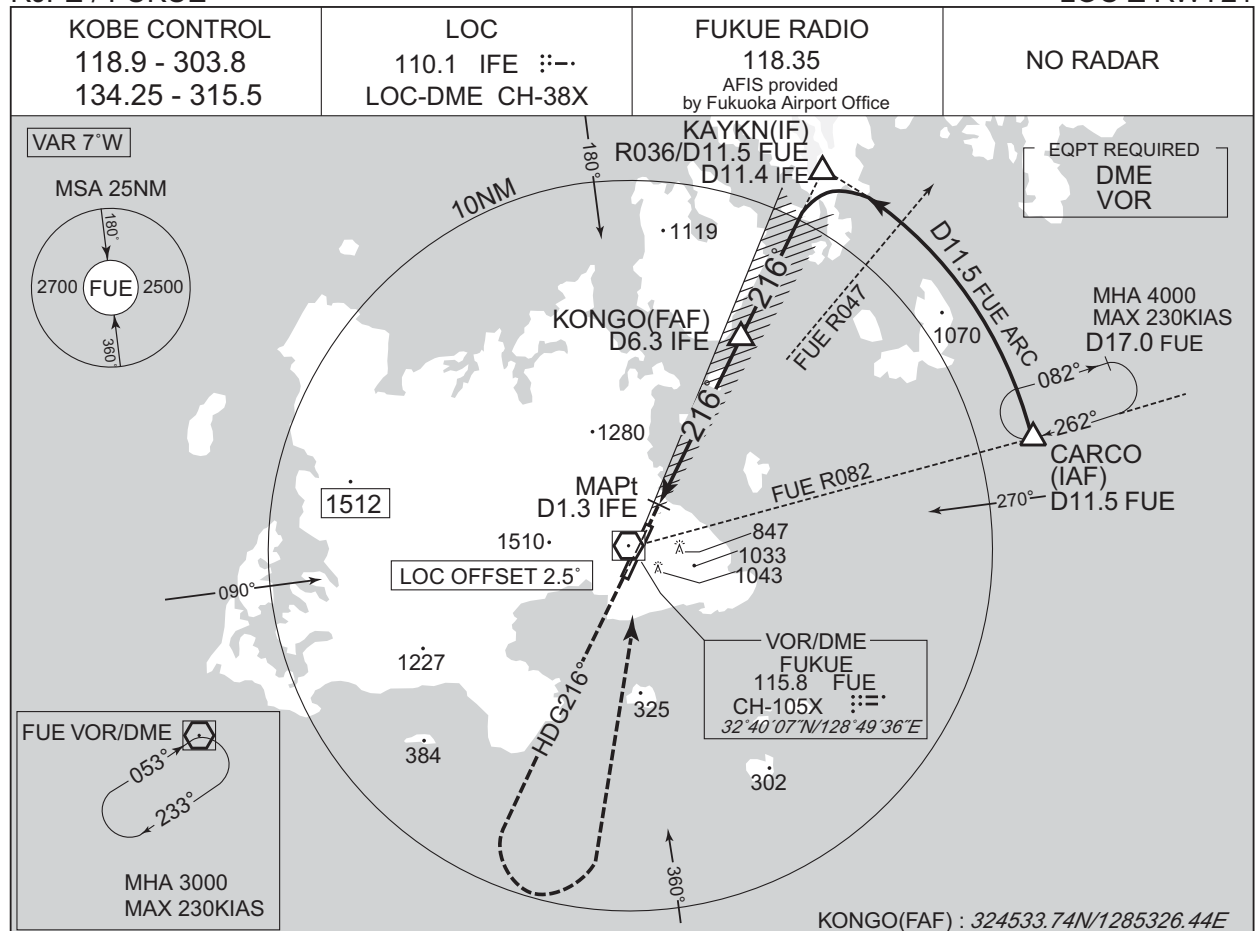 KOBE CONTROL
118.9 - 303.8
134.25 - 315.5
LOC
110.1 IFE
LOC-DME CH-38X
FUKUE RADIO
118.35
AFIS provided
by Fukuoka Airport Office
NO RADAR
VAR 7°W
MSA 25NM
180°
2700
FUE
2500
360°
180°
10NM
KAYKN(IF)
R036/D11.5 FUE
D11.4 IFE
EQPT REQUIRED
DME
VOR
1119
216°
D11.5 FUE ARC
FUE R047
KONGO(FAF)
D6.3 IFE
1070
MHA 4000
MAX 230KIAS
D17.0 FUE
082°
262°
216°
1280
CARCO
(IAF)
D11.5 FUE
FUE R082
270°
1512
MAPt
D1.3 IFE
1510
847
1033
1043
LOC OFFSET 2.5°
090°
VOR/DME
FUKUE
115.8 FUE
CH-105X
32°40´07˝N/128°49´36˝E
1227
HDG216°
325
384
302
FUE VOR/DME
053°
233°
MHA 3000
MAX 230KIAS
360°
KONGO(FAF) : 324533.74N/1285326.44E